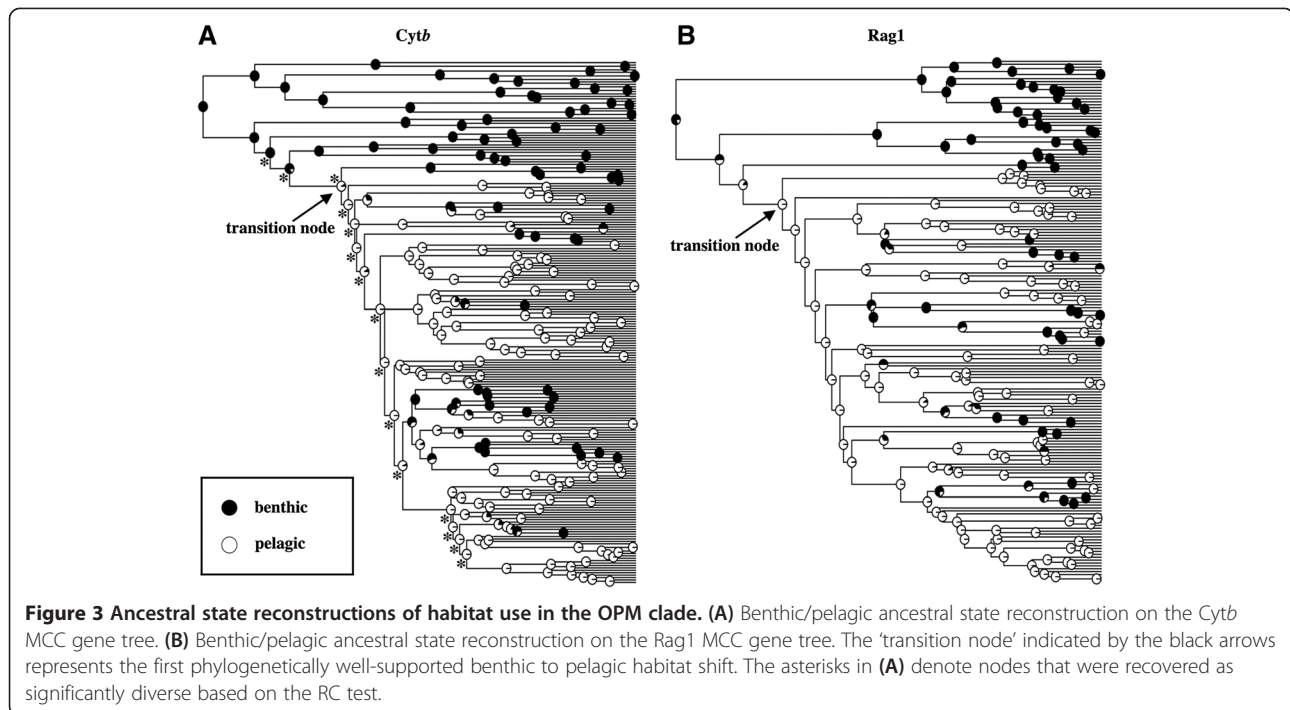 A
Cytb
B
Rag1
*
*
*
*
*
transition node
*
*
*
transition node
*
*
*
*
benthic
pelagic
*
*
*
*
Figure 3 Ancestral state reconstructions of habitat use in the OPM clade. (A) Benthic/pelagic ancestral state reconstruction on the Cytb
MCC gene tree. (B) Benthic/pelagic ancestral state reconstruction on the Rag1 MCC gene tree. The ‘transition node’ indicated by the black arrows
represents the first phylogenetically well-supported benthic to pelagic habitat shift. The asterisks in (A) denote nodes that were recovered as
significantly diverse based on the RC test.